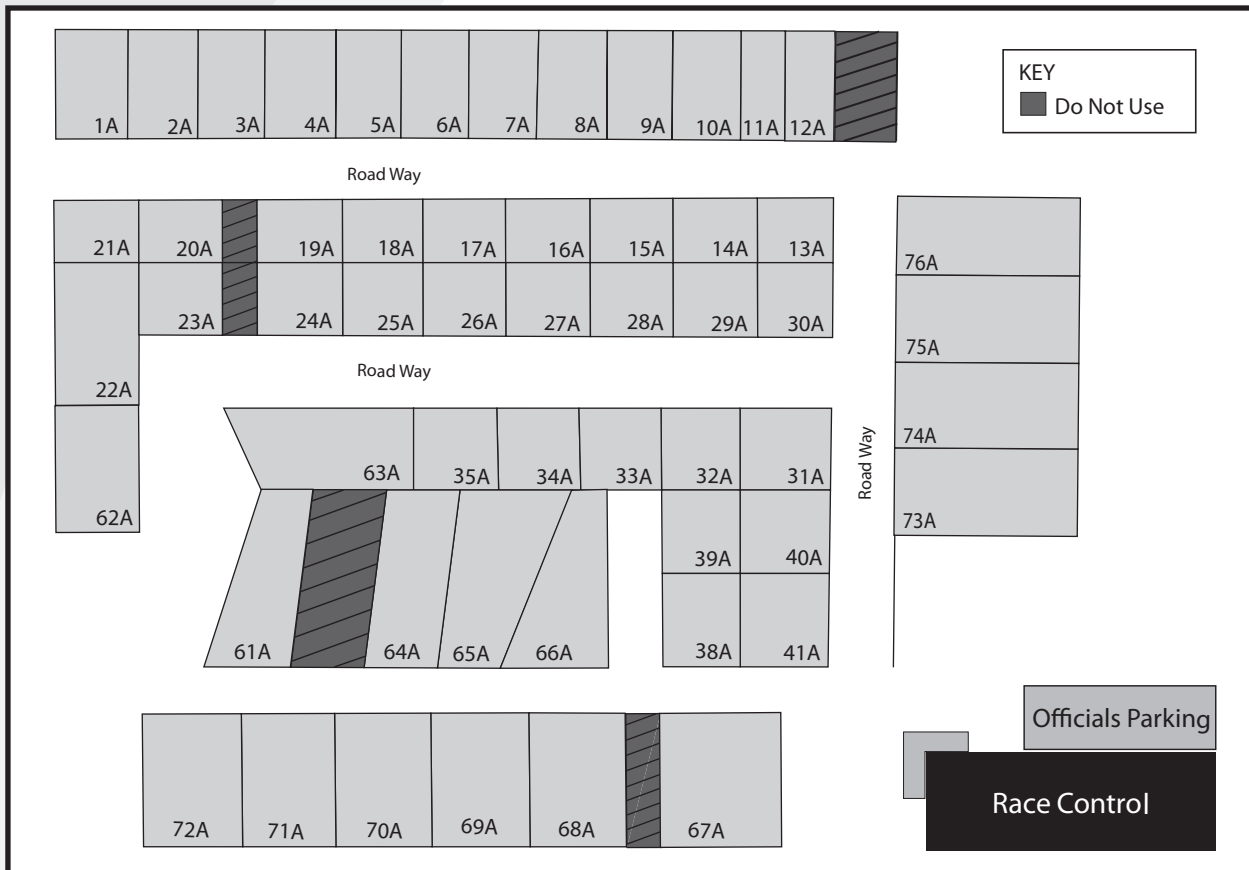 1A 2A 3A 4A 5A 6A 7A 8A 9A 10A 11A 12A
KEY
Do Not Use
Road Way
21A 20A 19A 18A 17A 16A 15A 14A 13A
76A
23A 24A 25A 26A 27A 28A 29A 30A
75A
Road Way
22A
74A
Road Way
63A 35A 34A 33A 32A 31A
62A
73A
39A 40A
61A 64A 65A 66A 38A 41A
Officials Parking
Race Control
72A 71A 70A 69A 68A 67A